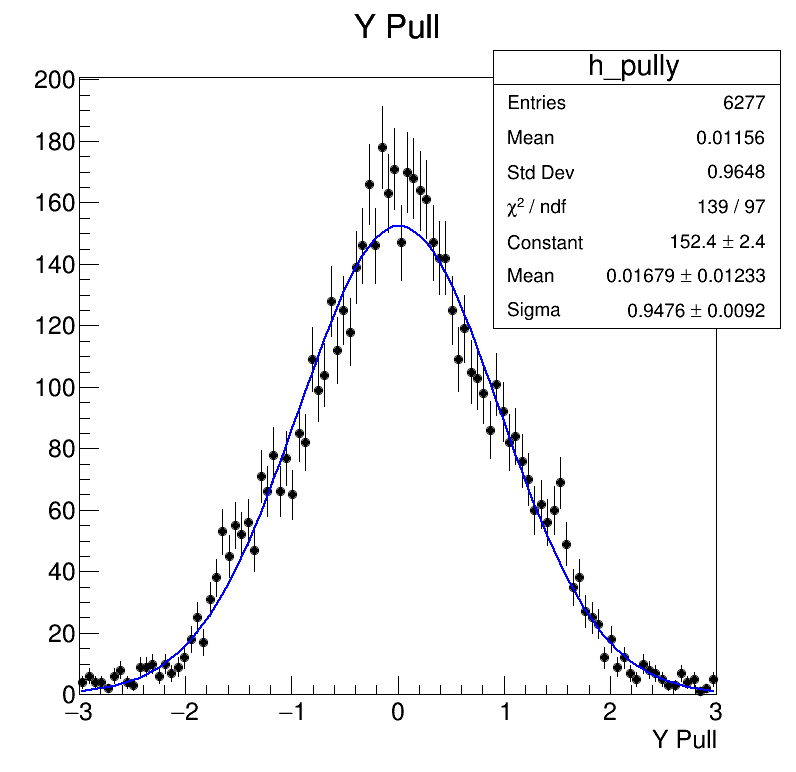 Y Pull
h_pully
Entries 6277
Mean 0.01156
Std Dev 0.9648
χ² / ndf 139 / 97
Constant 152.4 ± 2.4
Mean 0.01679 ± 0.01233
Sigma 0.9476 ± 0.0092
200
180
160
140
120
100
80
60
40
20
0
−3 −2 −1 0 1 2 3
Y Pull